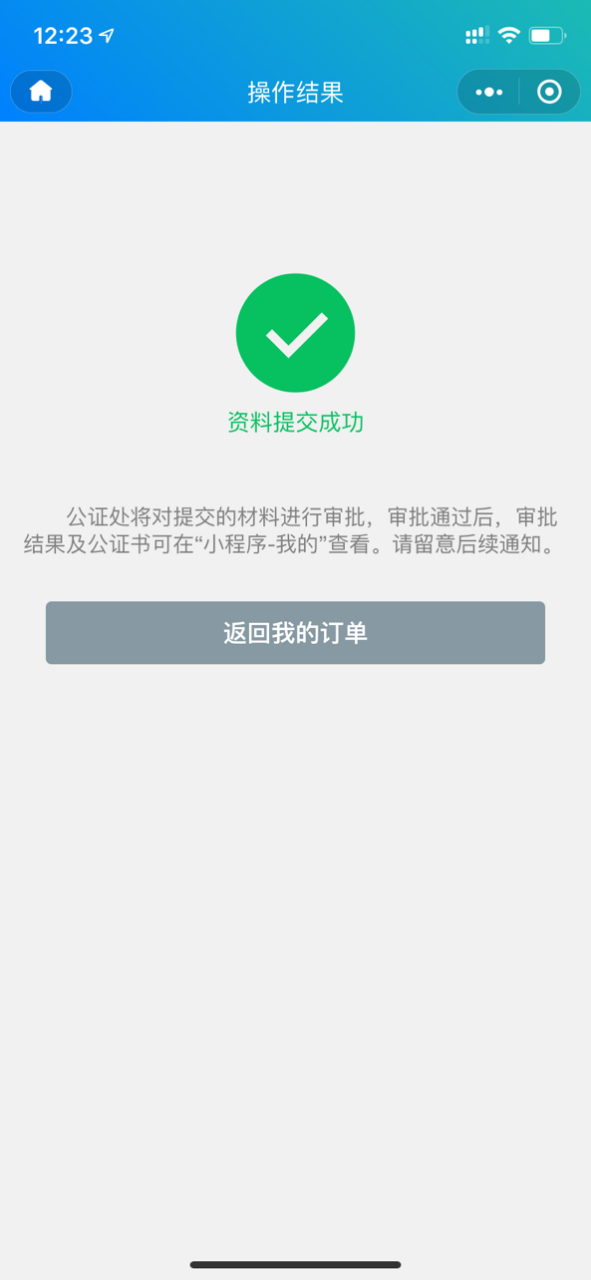 12:23
操作结果
资料提交成功
公证处将对提交的材料进行审批，审批通过后，审批
结果及公证书可在“小程序-我的”查看。请留意后续通知。
返回我的订单